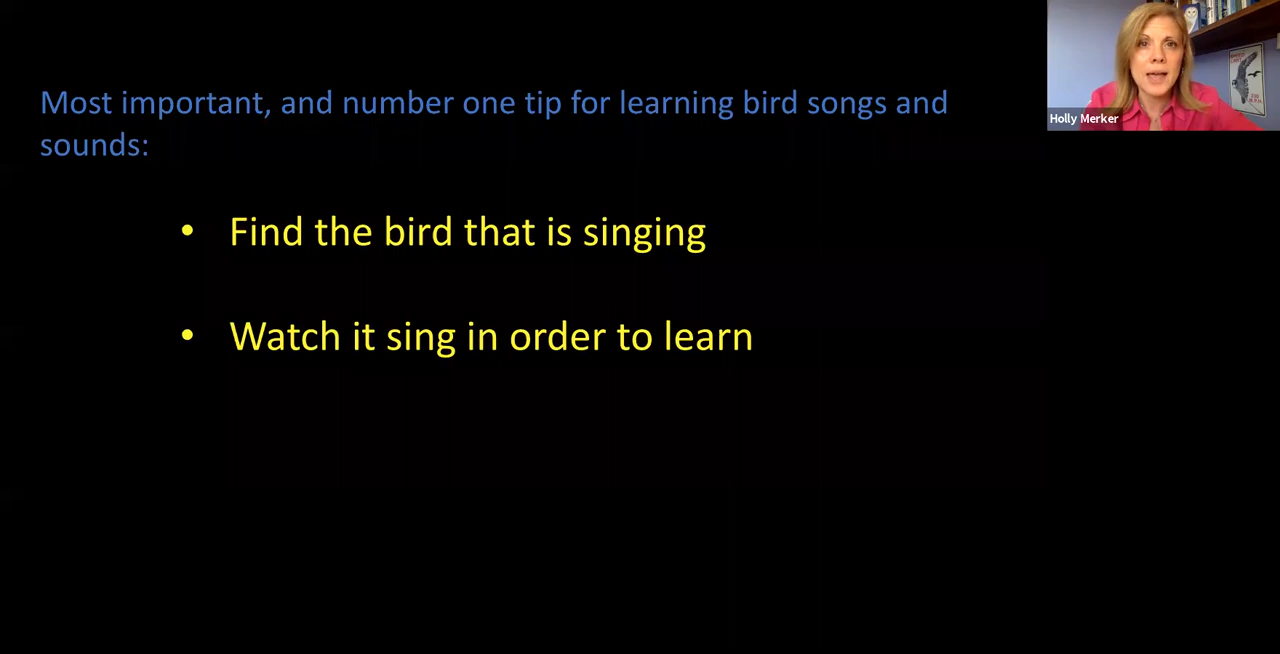 Most important, and number one tip for learning bird songs and
sounds:
• Find the bird that is singing
• Watch it sing in order to learn
Holly Merker